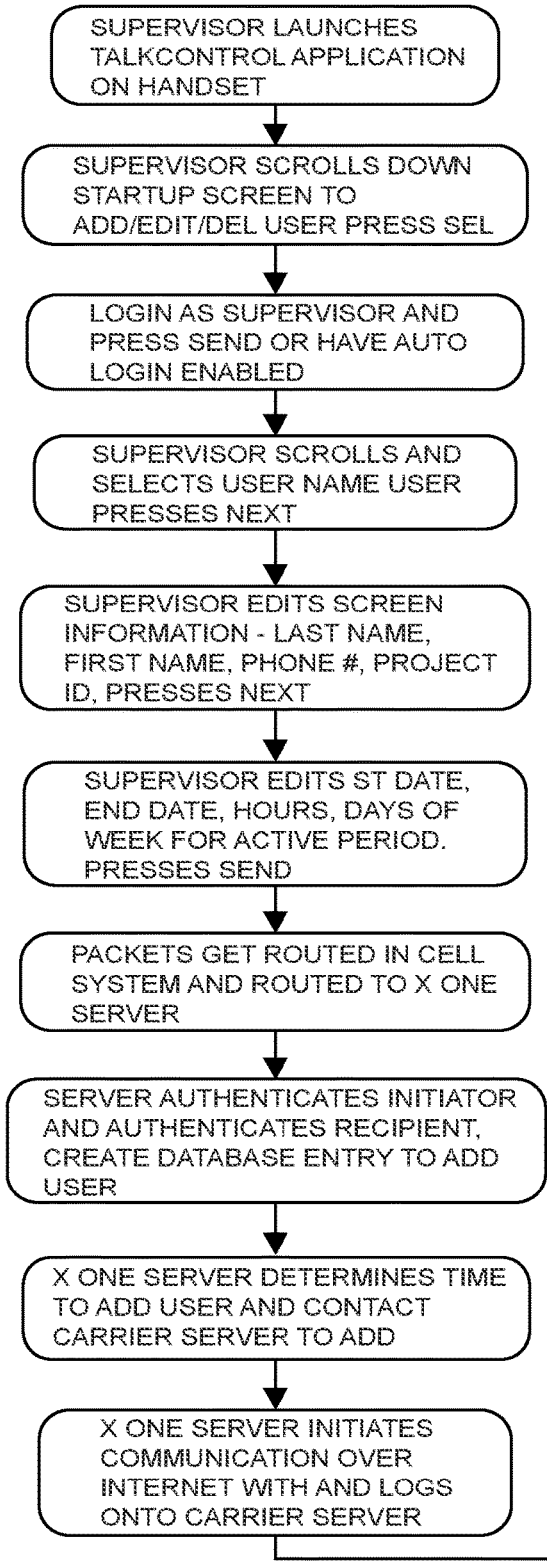 SUPERVISOR LAUNCHES
TALKCONTROL APPLICATION
ON HANDSET
SUPERVISOR SCROLLS DOWN
STARTUP SCREEN TO
ADD/EDIT/DEL USER PRESS SEL
LOGIN AS SUPERVISOR AND
PRESS SEND OR HAVE AUTO
LOGIN ENABLED
SUPERVISOR SCROLLS AND
SELECTS USER NAME USER
PRESSES NEXT
SUPERVISOR EDITS SCREEN
INFORMATION - LAST NAME,
FIRST NAME, PHONE #, PROJECT
ID, PRESSES NEXT
SUPERVISOR EDITS ST DATE,
END DATE, HOURS, DAYS OF
WEEK FOR ACTIVE PERIOD.
PRESSES SEND
PACKETS GET ROUTED IN CELL
SYSTEM AND ROUTED TO X ONE
SERVER
SERVER AUTHENTICATES INITIATOR
AND AUTHENTICATES RECIPIENT,
CREATE DATABASE ENTRY TO ADD
USER
X ONE SERVER DETERMINES TIME
TO ADD USER AND CONTACT
CARRIER SERVER TO ADD
X ONE SERVER INITIATES
COMMUNICATION OVER
INTERNET WITH AND LOGS
ONTO CARRIER SERVER